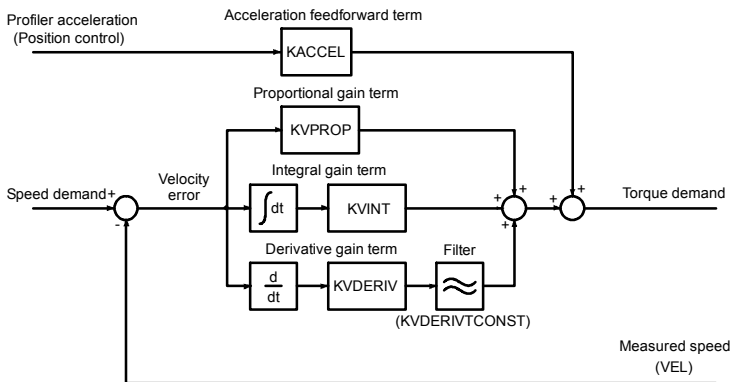 Acceleration feedforward term
Profiler acceleration
(Position control)
KACCEL
+
Proportional gain term
KVPROP
+
Integral gain term
Velocity
error
Speed demand
+
-
∫dt
KVINT
+
+
Torque demand
Derivative gain term
+
d
dt
KVDERIV
Filter
(KVDERIVTCONST)
Measured speed
(VEL)